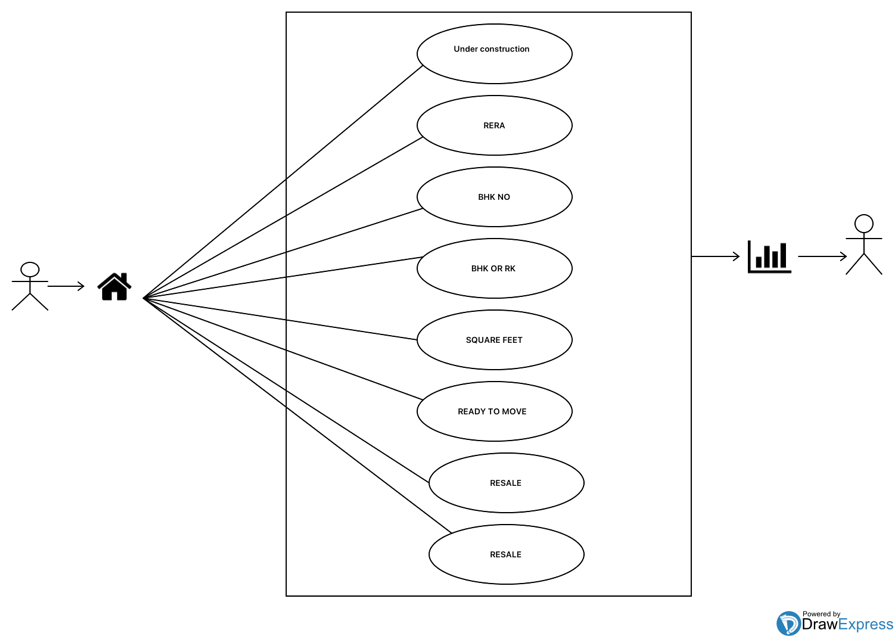 Under construction
RERA
BHK NO
BHK OR RK
SQUARE FEET
READY TO MOVE
RESALE
RESALE
Powered by
DrawExpress